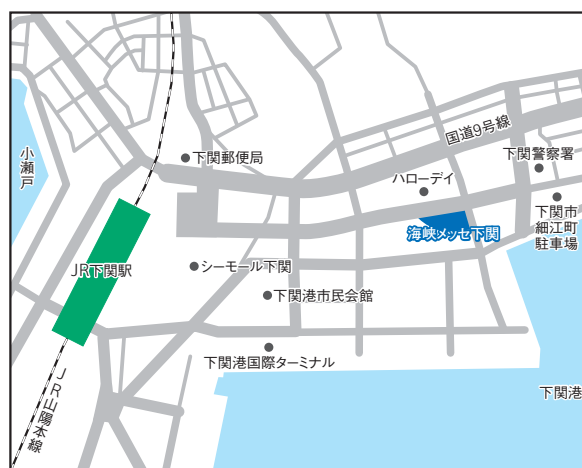 国道9号線
小瀬戸
下関郵便局
下関警察署
ハローデイ
下関市
細江町
駐車場
海峡メッセ下関
JR下関駅
シーモール下関
下関港市民会館
下関港国際ターミナル
JR山陽本線
下関港